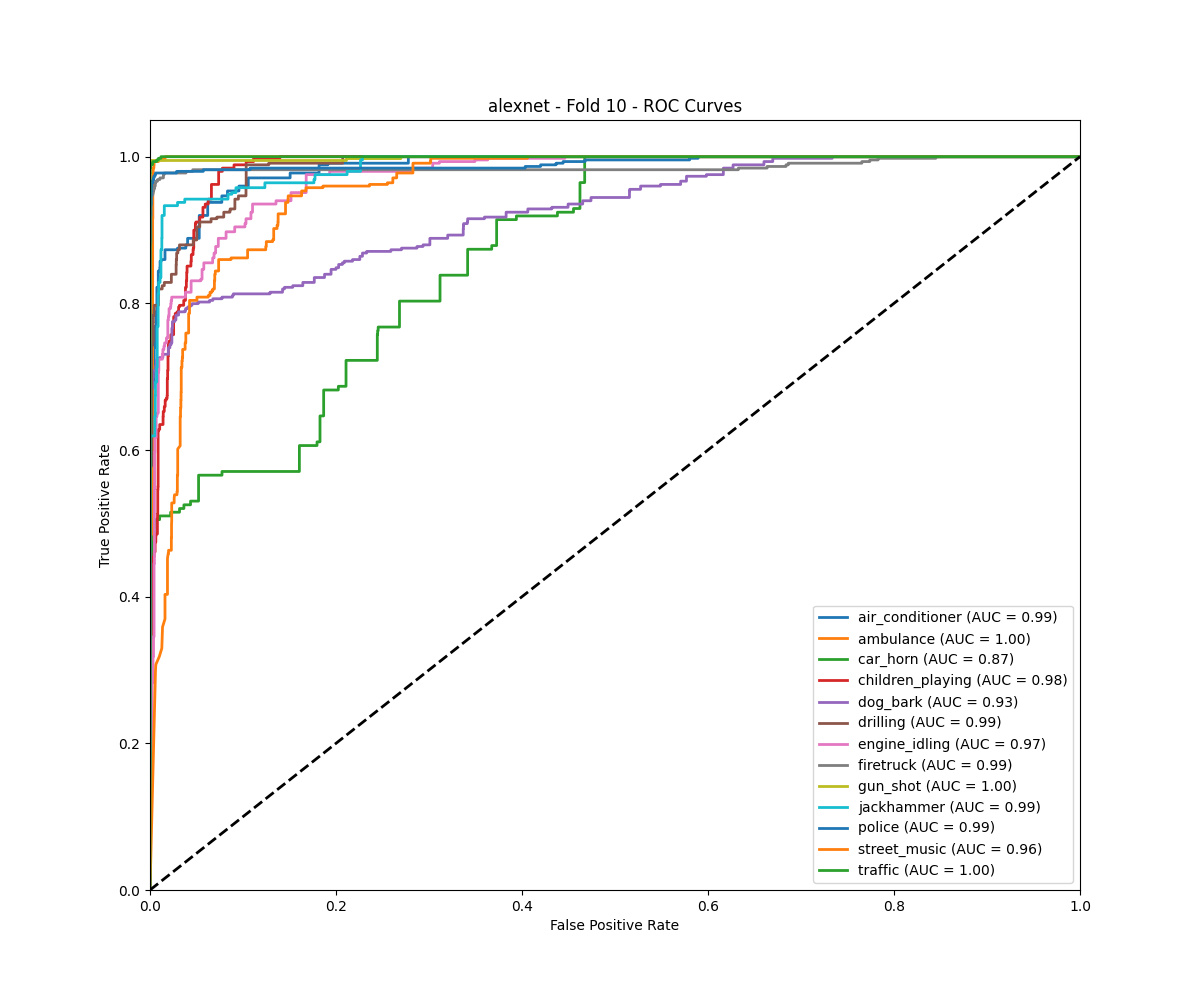 alexnet - Fold 10 - ROC Curves
1.0
0.8
0.6
0.4
0.2
0.0
True Positive Rate
0.0 0.2 0.4 0.6 0.8 1.0
False Positive Rate
air_conditioner (AUC = 0.99)
ambulance (AUC = 1.00)
car_horn (AUC = 0.87)
children_playing (AUC = 0.98)
dog_bark (AUC = 0.93)
drilling (AUC = 0.99)
engine_idling (AUC = 0.97)
firetruck (AUC = 0.99)
gun_shot (AUC = 1.00)
jackhammer (AUC = 0.99)
police (AUC = 0.99)
street_music (AUC = 0.96)
traffic (AUC = 1.00)